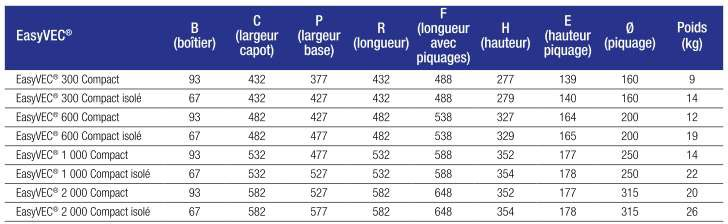 EasyVEC® B (boîtier) C (largeur capot) P (largeur base) R (longueur) F (longueur avec piquages) H (hauteur) E (hauteur piquage) Ø (piquage) Poids (kg)
EasyVEC® 300 Compact 93 432 377 432 488 277 139 160 9
EasyVEC® 300 Compact isolé 67 432 427 432 488 279 140 160 14
EasyVEC® 600 Compact 93 482 427 482 538 327 164 200 12
EasyVEC® 600 Compact isolé 67 482 477 482 538 329 165 200 19
EasyVEC® 1 000 Compact 93 532 477 532 588 352 177 250 14
EasyVEC® 1 000 Compact isolé 67 532 527 532 588 354 178 250 22
EasyVEC® 2 000 Compact 93 582 527 582 648 352 177 315 20
EasyVEC® 2 000 Compact isolé 67 582 577 582 648 354 178 315 26